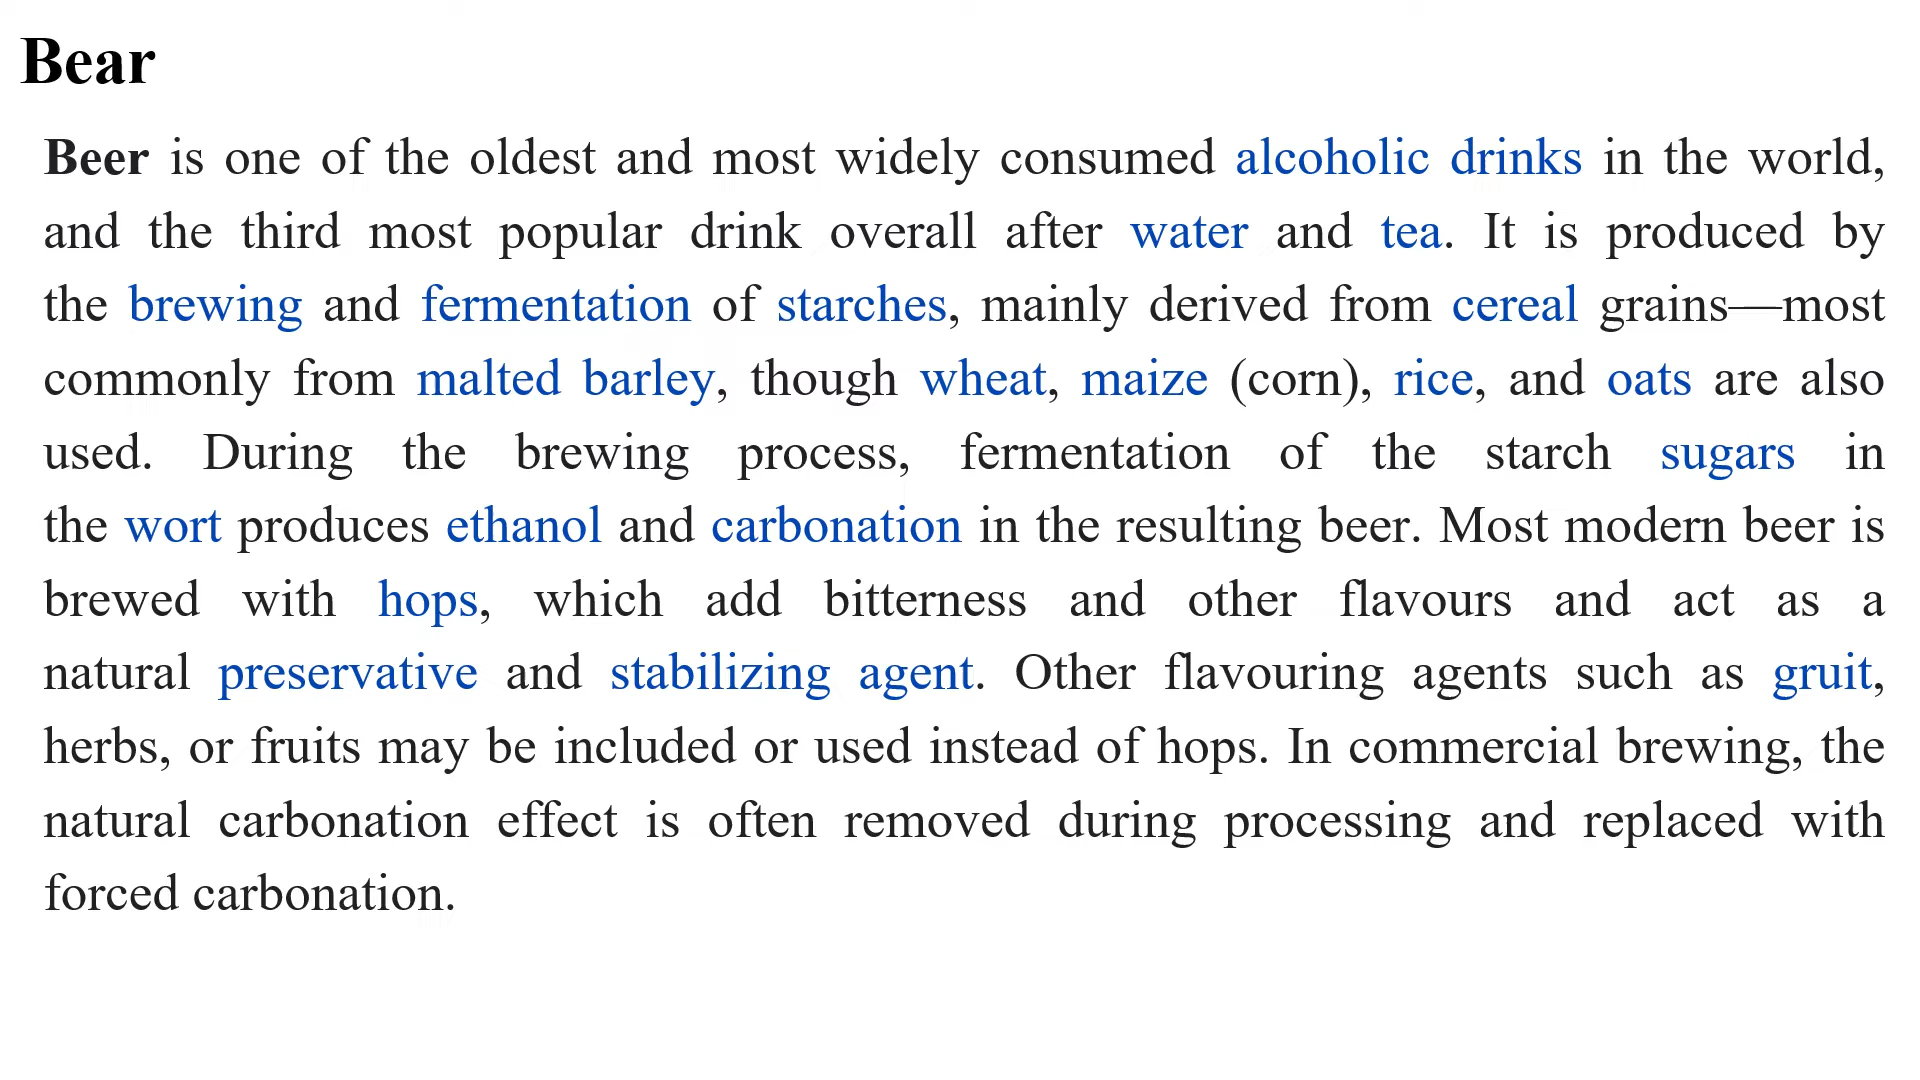 Bear
Beer is one of the oldest and most widely consumed alcoholic drinks in the world,
and the third most popular drink overall after water and tea. It is produced by
the brewing and fermentation of starches, mainly derived from cereal grains—most
commonly from malted barley, though wheat, maize (corn), rice, and oats are also
used. During the brewing process, fermentation of the starch sugars in
the wort produces ethanol and carbonation in the resulting beer. Most modern beer is
brewed with hops, which add bitterness and other flavours and act as a
natural preservative and stabilizing agent. Other flavouring agents such as gruit,
herbs, or fruits may be included or used instead of hops. In commercial brewing, the
natural carbonation effect is often removed during processing and replaced with
forced carbonation.